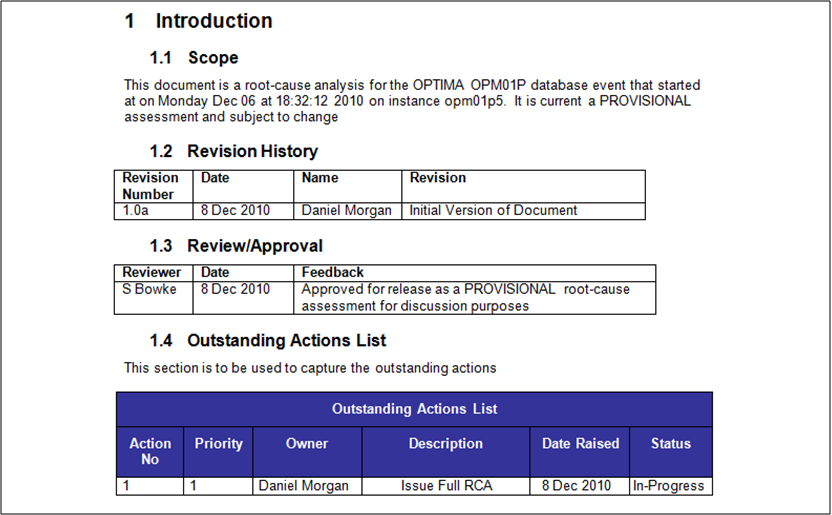 1 Introduction
1.1 Scope
This document is a root-cause analysis for the OPTIMA OPM01P database event that started
at on Monday Dec 06 at 18:32:12 2010 on instance opm01p5. It is current a PROVISIONAL
assessment and subject to change
1.2 Revision History
Revision Number Date Name Revision
1.0a 8 Dec 2010 Daniel Morgan Initial Version of Document
1.3 Review/Approval
Reviewer Date Feedback
S Bowke 8 Dec 2010 Approved for release as a PROVISIONAL root-cause
assessment for discussion purposes
1.4 Outstanding Actions List
This section is to be used to capture the outstanding actions
Outstanding Actions List
Action No Priority Owner Description Date Raised Status
1 1 Daniel Morgan Issue Full RCA 8 Dec 2010 In-Progress